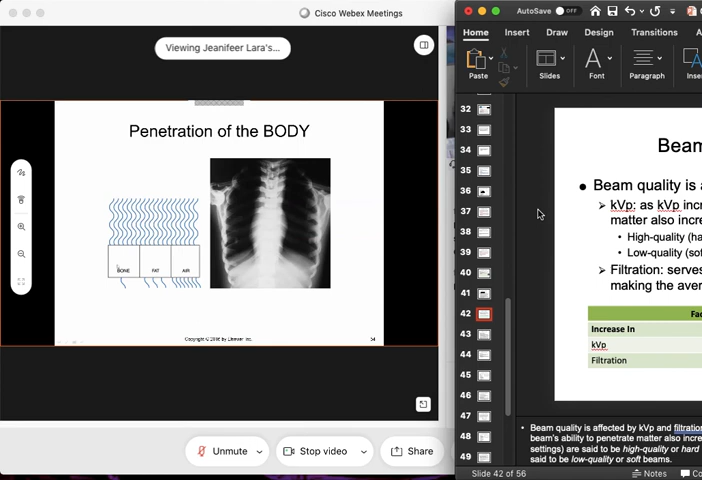 Cisco Webex Meetings
Viewing Jeanifeer Lara's...
Penetration of the BODY
BONE
FAT
AIR
Copyright © by Elsevier Inc.
54
Unmute
Stop video
Share
AutoSave
OFF
Home
Insert
Draw
Design
Transitions
Paste
Slides
Font
Paragraph
32
33
34
35
36
37
38
39
40
41
42
43
44
45
46
47
48
49
Beam
Beam quality is a
kVp: as kVp incr
matter also incre
High-quality (ha
Low-quality (sof
Filtration: serves
making the aver
Fac
Increase In
kVp
Filtration
Beam quality is affected by kVp and filtration
beam's ability to penetrate matter also increa
settings) are said to be high-quality or hard
said to be low-quality or soft beams.
Slide 42 of 56
Notes